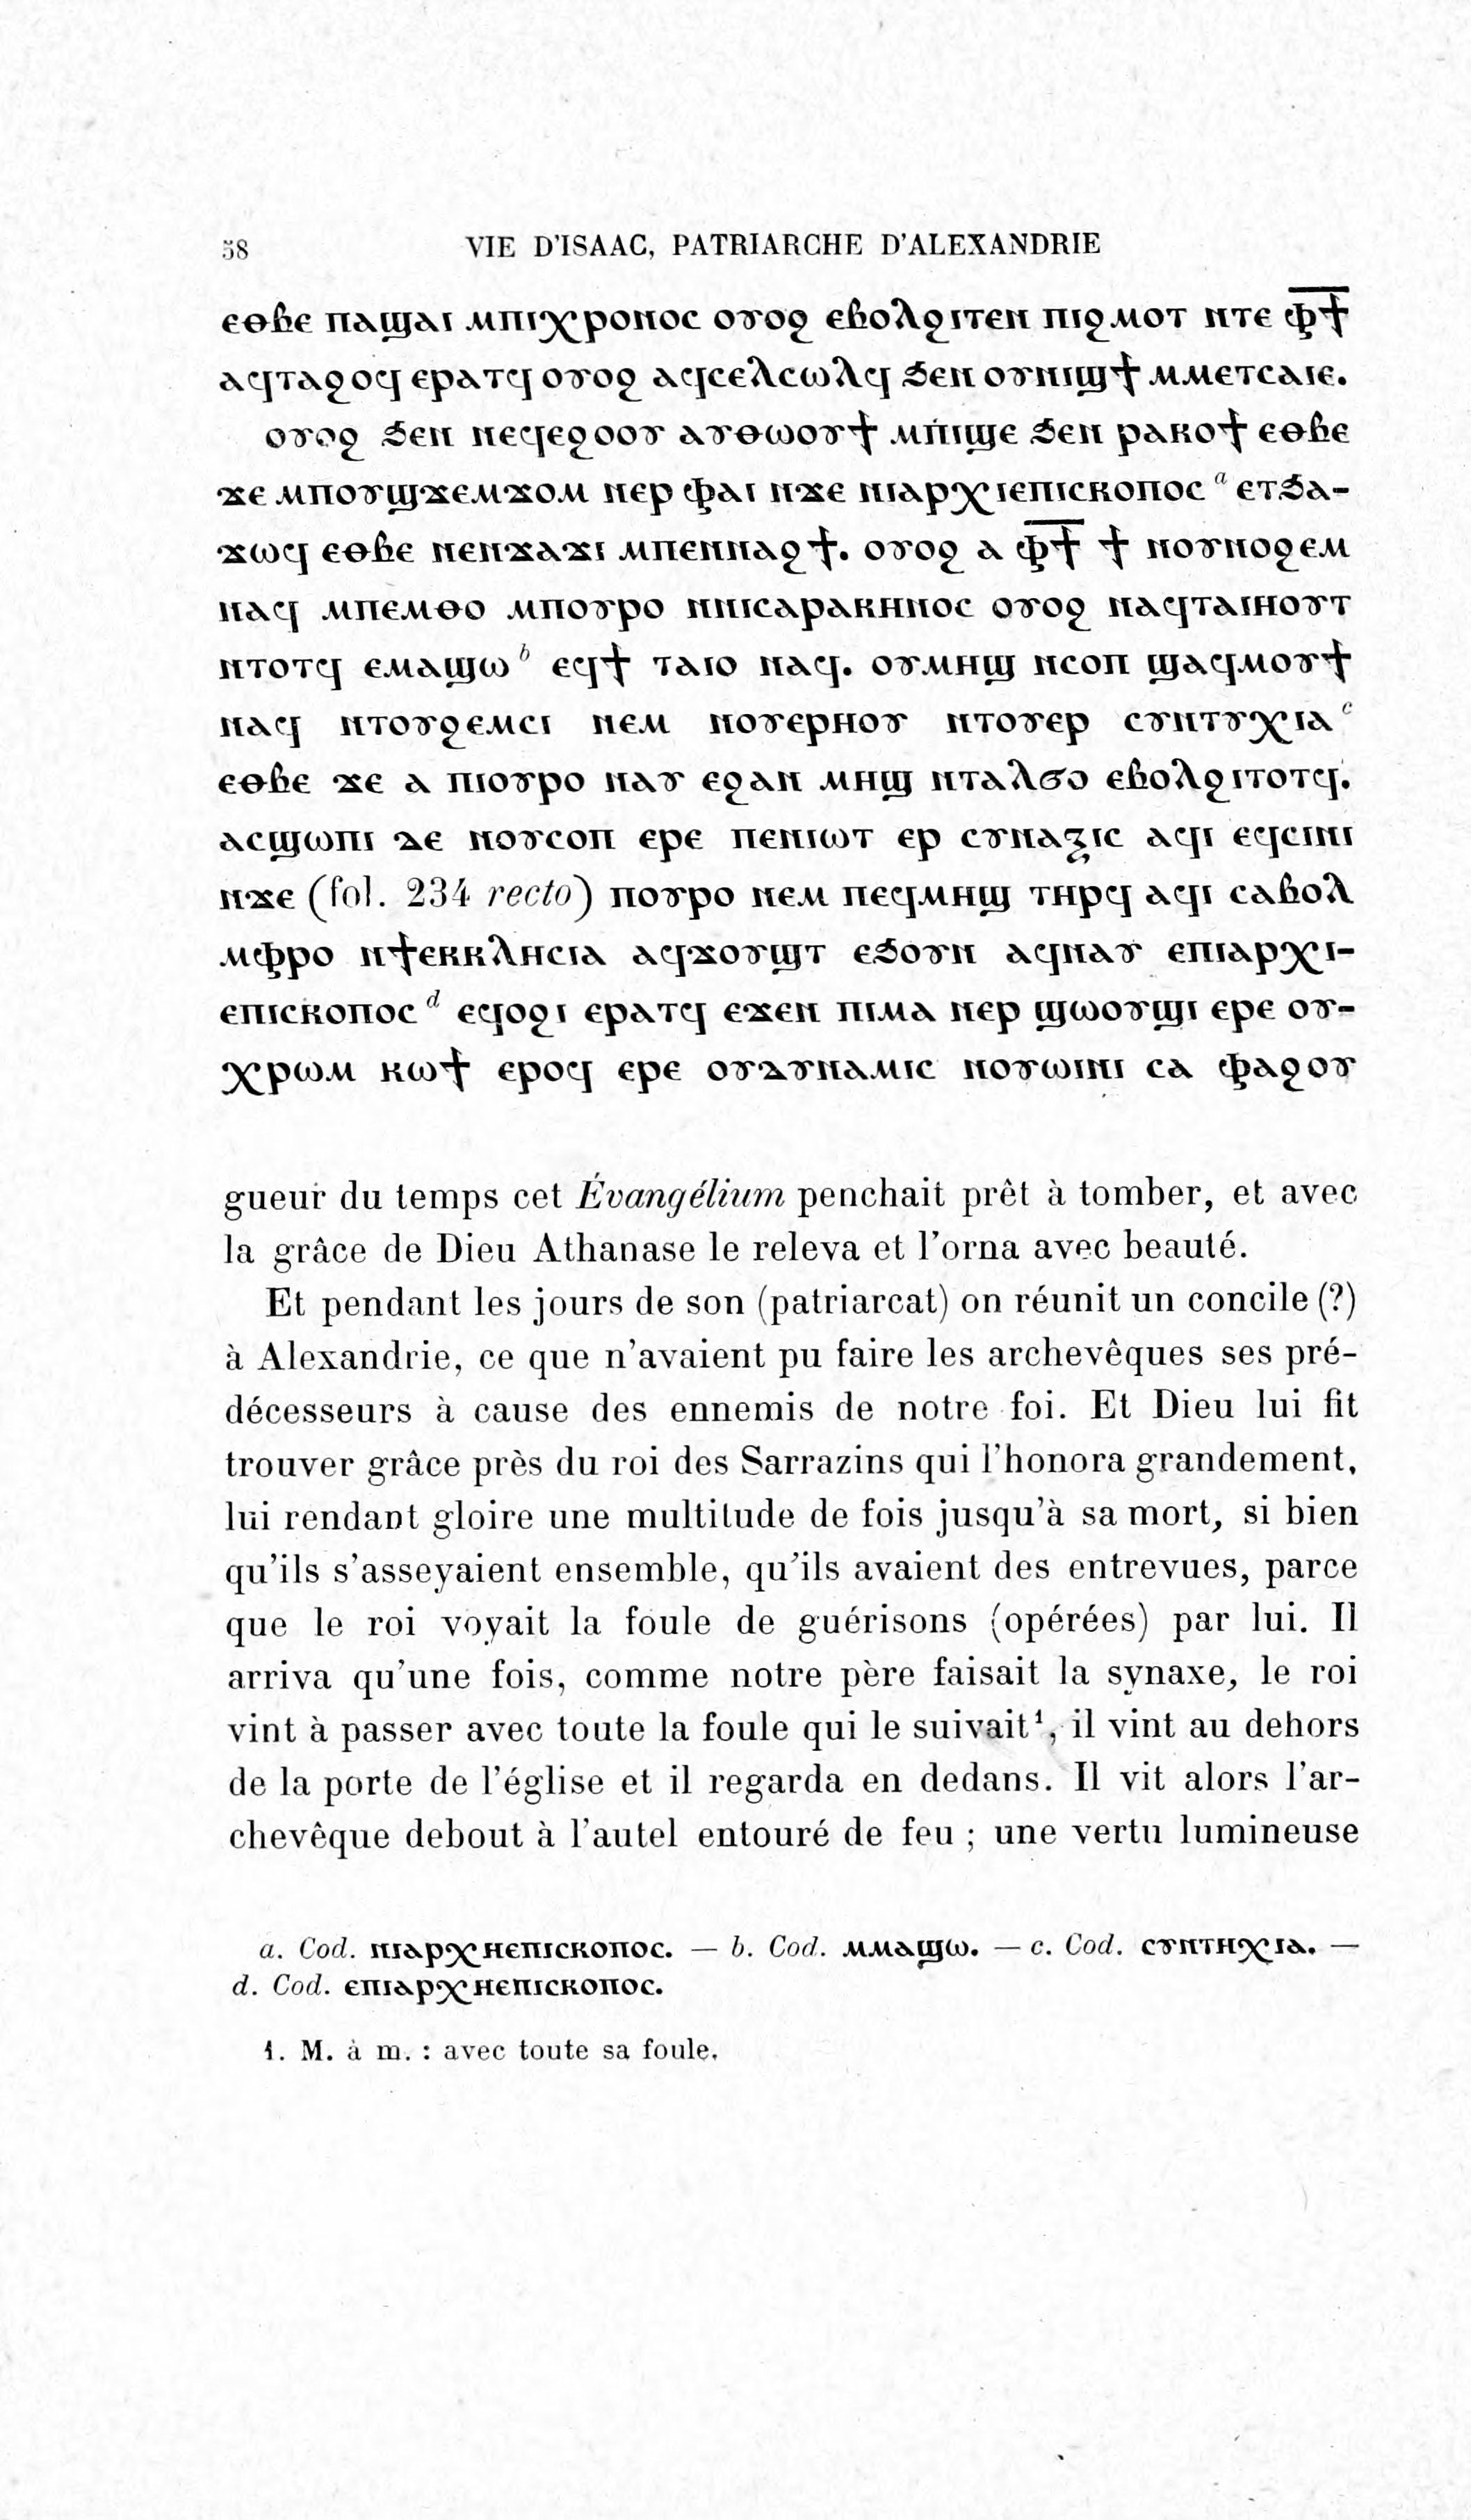 58 VIE D'ISAAC, PATRIARCHE D'ALEXANDRIE
ⲉⲑⲃⲉ ⲡⲁϣⲁⲓ ⲙⲡⲓⲭⲣⲟⲛⲟⲥ ⲟⲩⲟϩ ⲉⲃⲟⲗϩⲓⲧⲉⲛ ⲡⲓϩⲙⲟⲧ ⲛⲧⲉ ⲫ̅ϯ̅
ⲁϥⲧⲁϩⲟϥ ⲉⲣⲁⲧϥ ⲟⲩⲟϩ ⲁϥⲥⲉⲗⲥⲱⲗϥ ϧⲉⲛ ⲟⲩⲛⲓϣϯ ⲙⲙⲉⲧⲥⲁⲓⲉ.
ⲟⲩⲟϩ ϧⲉⲛ ⲛⲉϥⲉϩⲟⲟⲩ ⲁⲩⲑⲱⲟⲩϯ ⲙⲡⲓϣⲉ ϧⲉⲛ ⲣⲁⲕⲟϯ ⲉⲑⲃⲉ
ϫⲉ ⲙⲡⲟⲩϣϫⲉⲙϫⲟⲙ ⲛⲉⲣ ⲫⲁⲓ ⲛϫⲉ ⲛⲓⲁⲣⲭⲓⲉⲡⲓⲥⲕⲟⲡⲟⲥ a ⲉⲧϧⲁ-
ϫⲱϥ ⲉⲑⲃⲉ ⲛⲉⲛϫⲁϫⲓ ⲙⲡⲉⲛⲛⲁϩϯ. ⲟⲩⲟϩ ⲁ ⲫ̅ϯ̅ ϯ ⲛⲟⲩⲛⲟϩⲉⲙ
ⲛⲁϥ ⲙⲡⲉⲙⲑⲟ ⲙⲡⲟⲩⲣⲟ ⲛⲛⲓⲥⲁⲣⲁⲕⲏⲛⲟⲥ ⲟⲩⲟϩ ⲛⲁϥⲧⲁⲓⲏⲟⲩⲧ
ⲛⲧⲟⲧϥ ⲉⲙⲁϣⲱ b ⲉϥϯ ⲧⲁⲓⲟ ⲛⲁϥ. ⲟⲩⲙⲏϣ ⲛⲥⲟⲡ ϣⲁϥⲙⲟⲩϯ
ⲛⲁϥ ⲛⲧⲟⲩϩⲉⲙⲥⲓ ⲛⲉⲙ ⲛⲟⲩⲉⲣⲏⲟⲩ ⲛⲧⲟⲩⲉⲣ ⲥⲩⲛⲧⲩⲭⲓⲁ c
ⲉⲑⲃⲉ ϫⲉ ⲁ ⲡⲓⲟⲩⲣⲟ ⲛⲁⲩ ⲉϩⲁⲛ ⲙⲏϣ ⲛⲧⲁⲗϭⲟ ⲉⲃⲟⲗϩⲓⲧⲟⲧϥ.
ⲁⲥϣⲱⲡⲓ ⲇⲉ ⲛⲟⲩⲥⲟⲡ ⲉⲣⲉ ⲡⲉⲛⲓⲱⲧ ⲉⲣ ⲥⲩⲛⲁⲝⲓⲥ ⲁϥⲓ ⲉϥⲥⲓⲛⲓ
ⲛϫⲉ (fol. 234 recto) ⲡⲟⲩⲣⲟ ⲛⲉⲙ ⲡⲉϥⲙⲏϣ ⲧⲏⲣϥ ⲁϥⲓ ⲥⲁⲃⲟⲗ
ⲙⲫⲣⲟ ⲛϯⲉⲕⲕⲗⲏⲥⲓⲁ ⲁϥϫⲟⲩϣⲧ ⲉϧⲟⲩⲛ ⲁϥⲛⲁⲩ ⲉⲡⲓⲁⲣⲭⲓ-
ⲉⲡⲓⲥⲕⲟⲡⲟⲥ d ⲉϥⲟϩⲓ ⲉⲣⲁⲧϥ ⲉϫⲉⲛ ⲡⲓⲙⲁ ⲛⲉⲣ ϣⲱⲟⲩϣⲓ ⲉⲣⲉ ⲟⲩ-
ⲭⲣⲱⲙ ⲕⲱϯ ⲉⲣⲟϥ ⲉⲣⲉ ⲟⲩⲇⲩⲛⲁⲙⲓⲥ ⲛⲟⲩⲱⲓⲛⲓ ⲥⲁ ⲫⲁϩⲟⲩ
gueur du temps cet Évangélium penchait prêt à tomber, et avec
la grâce de Dieu Athanase le releva et l'orna avec beauté.
Et pendant les jours de son (patriarcat) on réunit un concile (?)
à Alexandrie, ce que n'avaient pu faire les archevêques ses pré-
décesseurs à cause des ennemis de notre foi. Et Dieu lui fit
trouver grâce près du roi des Sarrazins qui l'honora grandement,
lui rendant gloire une multitude de fois jusqu'à sa mort, si bien
qu'ils s'asseyaient ensemble, qu'ils avaient des entrevues, parce
que le roi voyait la foule de guérisons (opérées) par lui. Il
arriva qu'une fois, comme notre père faisait la synaxe, le roi
vint à passer avec toute la foule qui le suivait¹, il vint au dehors
de la porte de l'église et il regarda en dedans. Il vit alors l'ar-
chevêque debout à l'autel entouré de feu ; une vertu lumineuse
a. Cod. ⲛⲓⲁⲣⲭⲏⲉⲡⲓⲥⲕⲟⲡⲟⲥ. — b. Cod. ⲙⲙⲁϣⲱ. — c. Cod. ⲥⲩⲛⲧⲏⲭⲓⲁ. —
d. Cod. ⲉⲡⲓⲁⲣⲭⲏⲉⲡⲓⲥⲕⲟⲡⲟⲥ.
1. M. à m. : avec toute sa foule.